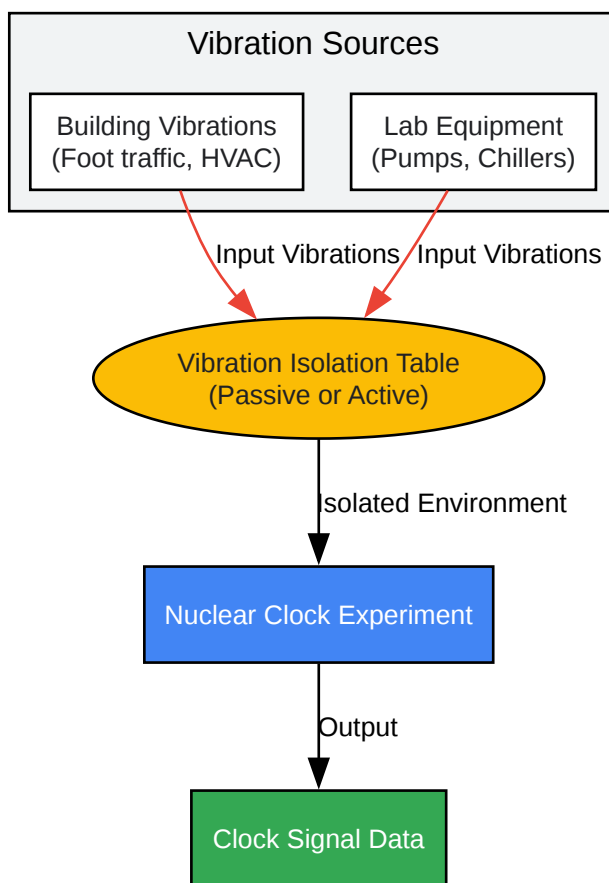 Vibration Sources
Building Vibrations
(Foot traffic, HVAC)
Lab Equipment
(Pumps, Chillers)
Input Vibrations
Input Vibrations
Vibration Isolation Table
(Passive or Active)
Isolated Environment
Nuclear Clock Experiment
Output
Clock Signal Data